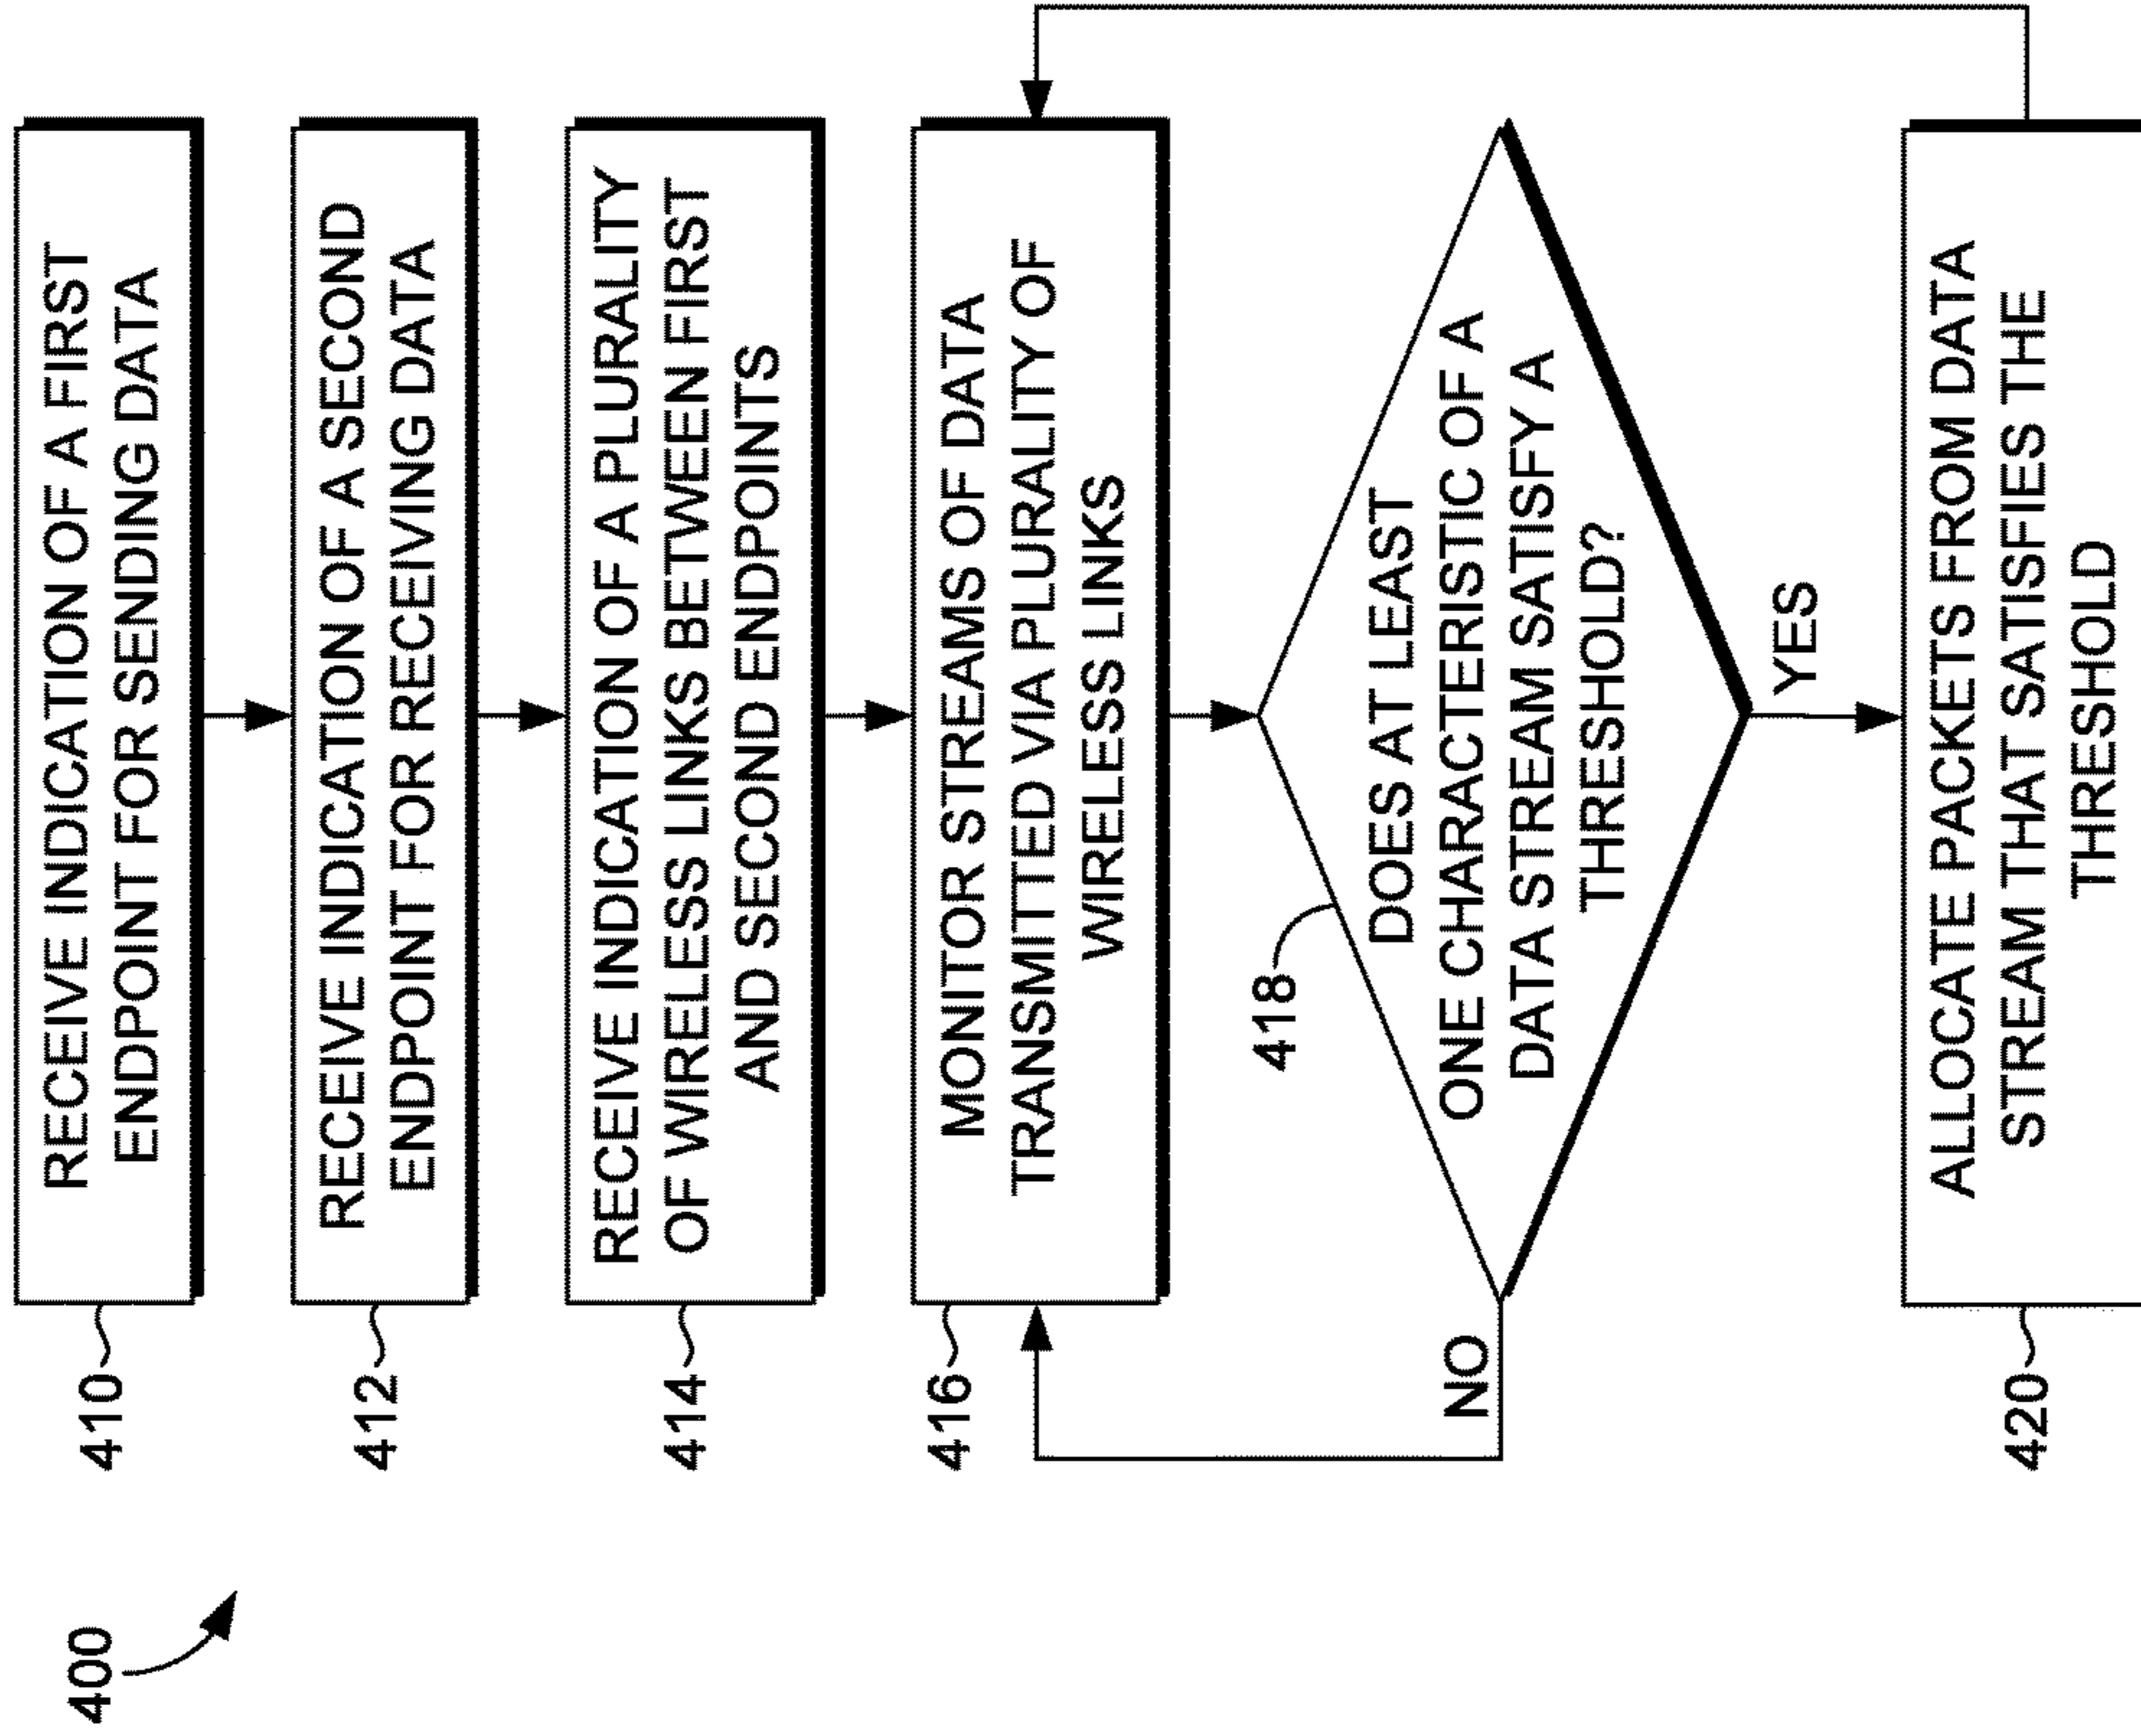 400
410
RECEIVE INDICATION OF A FIRST
ENDPOINT FOR SENDING DATA
412
RECEIVE INDICATION OF A SECOND
ENDPOINT FOR RECEIVING DATA
414
RECEIVE INDICATION OF A PLURALITY
OF WIRELESS LINKS BETWEEN FIRST
AND SECOND ENDPOINTS
416
MONITOR STREAMS OF DATA
TRANSMITTED VIA PLURALITY OF
WIRELESS LINKS
418
DOES AT LEAST
ONE CHARACTERISTIC OF A
DATA STREAM SATISFY A
THRESHOLD?
NO
YES
420
ALLOCATE PACKETS FROM DATA
STREAM THAT SATISFIES THE
THRESHOLD